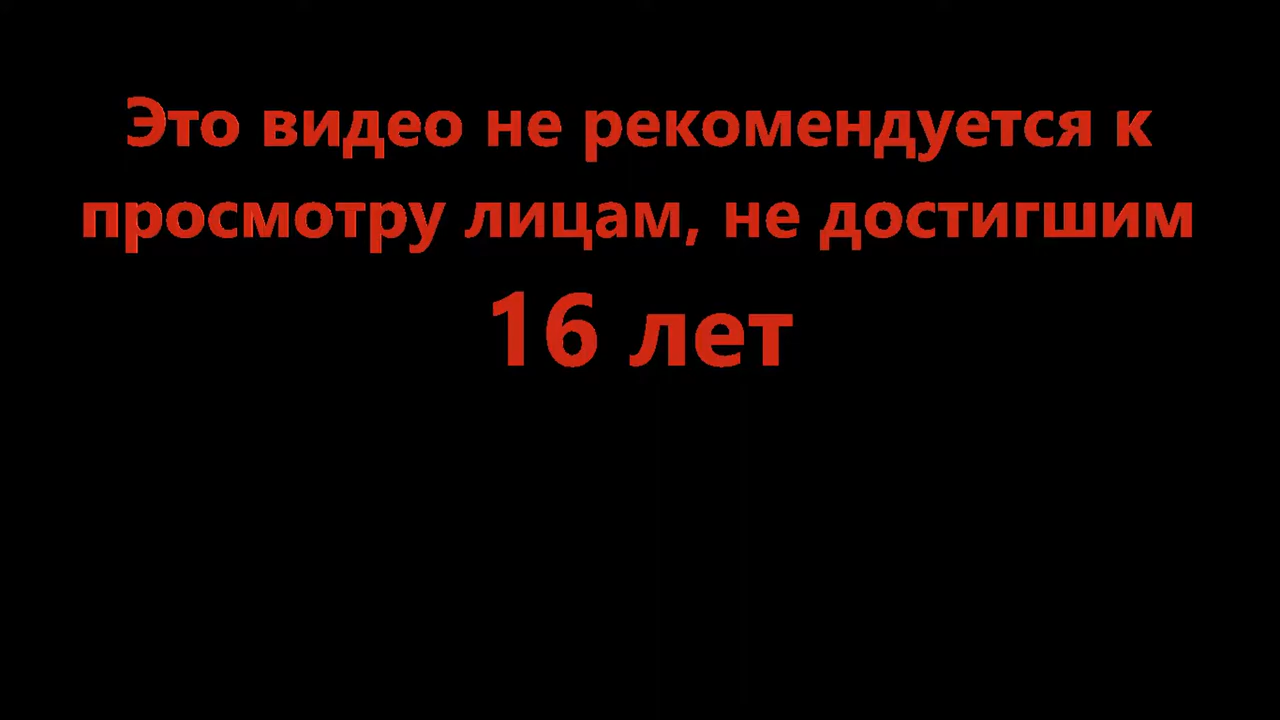 Это видео не рекомендуется к
просмотру лицам, не достигшим
16 лет